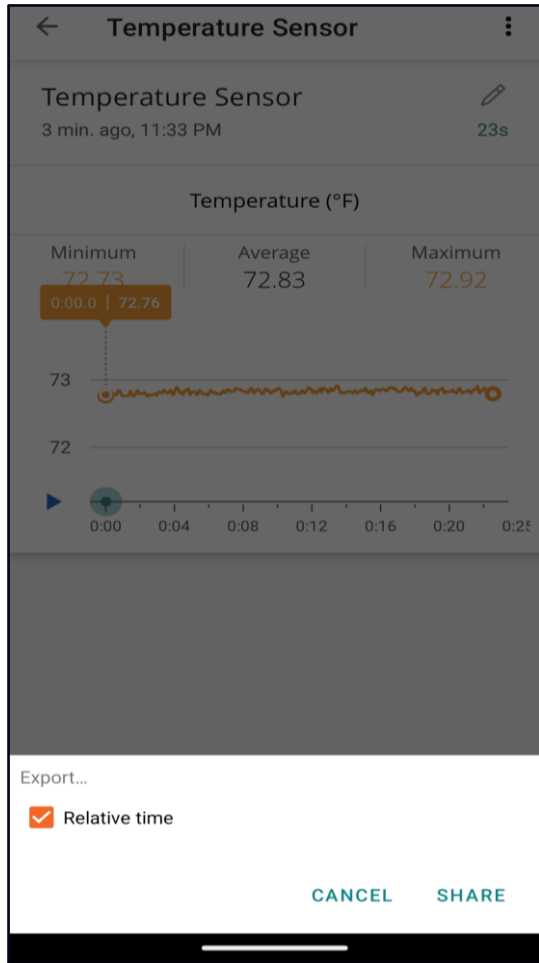 Temperature Sensor
Temperature Sensor
3 min. ago, 11:33 PM
23s
Temperature (°F)
Minimum Average Maximum
72.73 72.83 72.92
0:00.0 | 72.76
73
72
0:00 0:04 0:08 0:12 0:16 0:20 0:25
Export...
Relative time
CANCEL SHARE